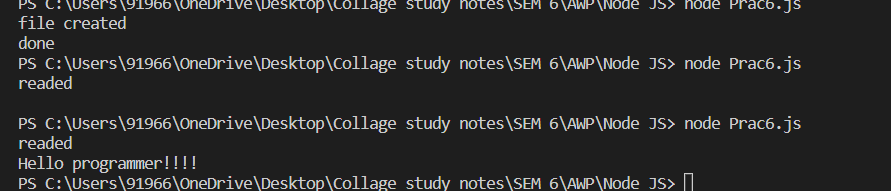 PS C:\Users\91966\OneDrive\Desktop\Collage study notes\SEM 6\AWP\Node JS> node Prac6.js
file created
done
PS C:\Users\91966\OneDrive\Desktop\Collage study notes\SEM 6\AWP\Node JS> node Prac6.js
readed
PS C:\Users\91966\OneDrive\Desktop\Collage study notes\SEM 6\AWP\Node JS> node Prac6.js
readed
Hello programmer!!!!
PS C:\Users\91966\OneDrive\Desktop\Collage study notes\SEM 6\AWP\Node JS>